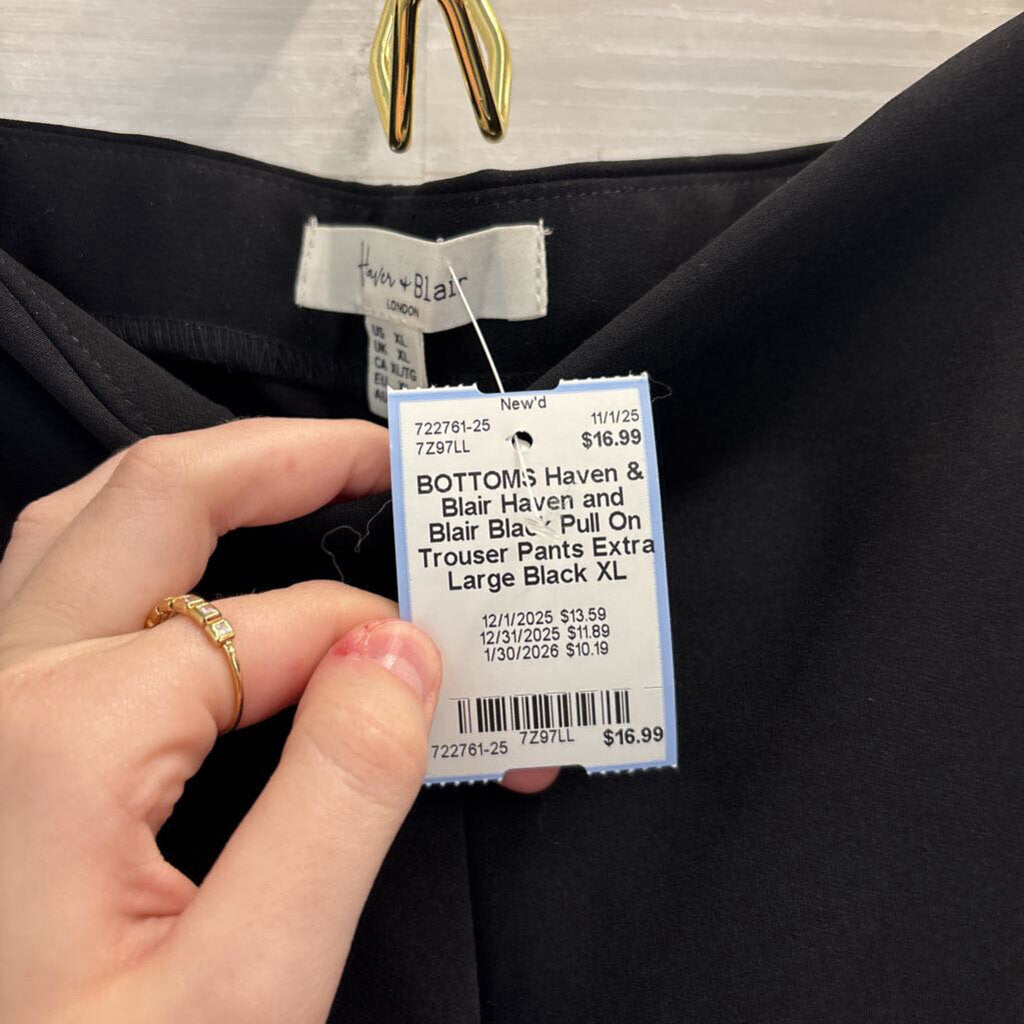 Haven + Blair
LONDON
US XL
UK XL
CA XL/TG
EU
New'd
722761-25 11/1/25
7Z97LL $16.99
BOTTOMS Haven &
Blair Haven and
Blair Black Pull On
Trouser Pants Extra
Large Black XL
12/1/2025 $13.59
12/31/2025 $11.89
1/30/2026 $10.19
722761-25 7Z97LL $16.99